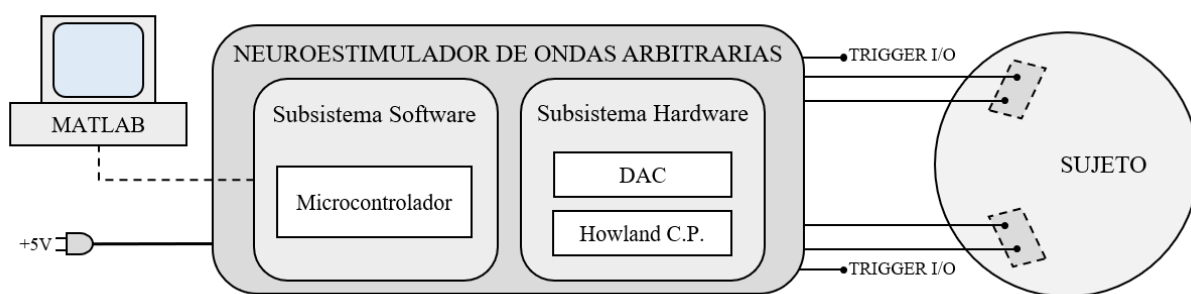 NEUROESTIMULADOR DE ONDAS ARBITRARIAS
TRIGGER I/O
MATLAB
Subsistema Software
Microcontrolador
Subsistema Hardware
DAC
Howland C.P.
SUJETO
+5V
TRIGGER I/O